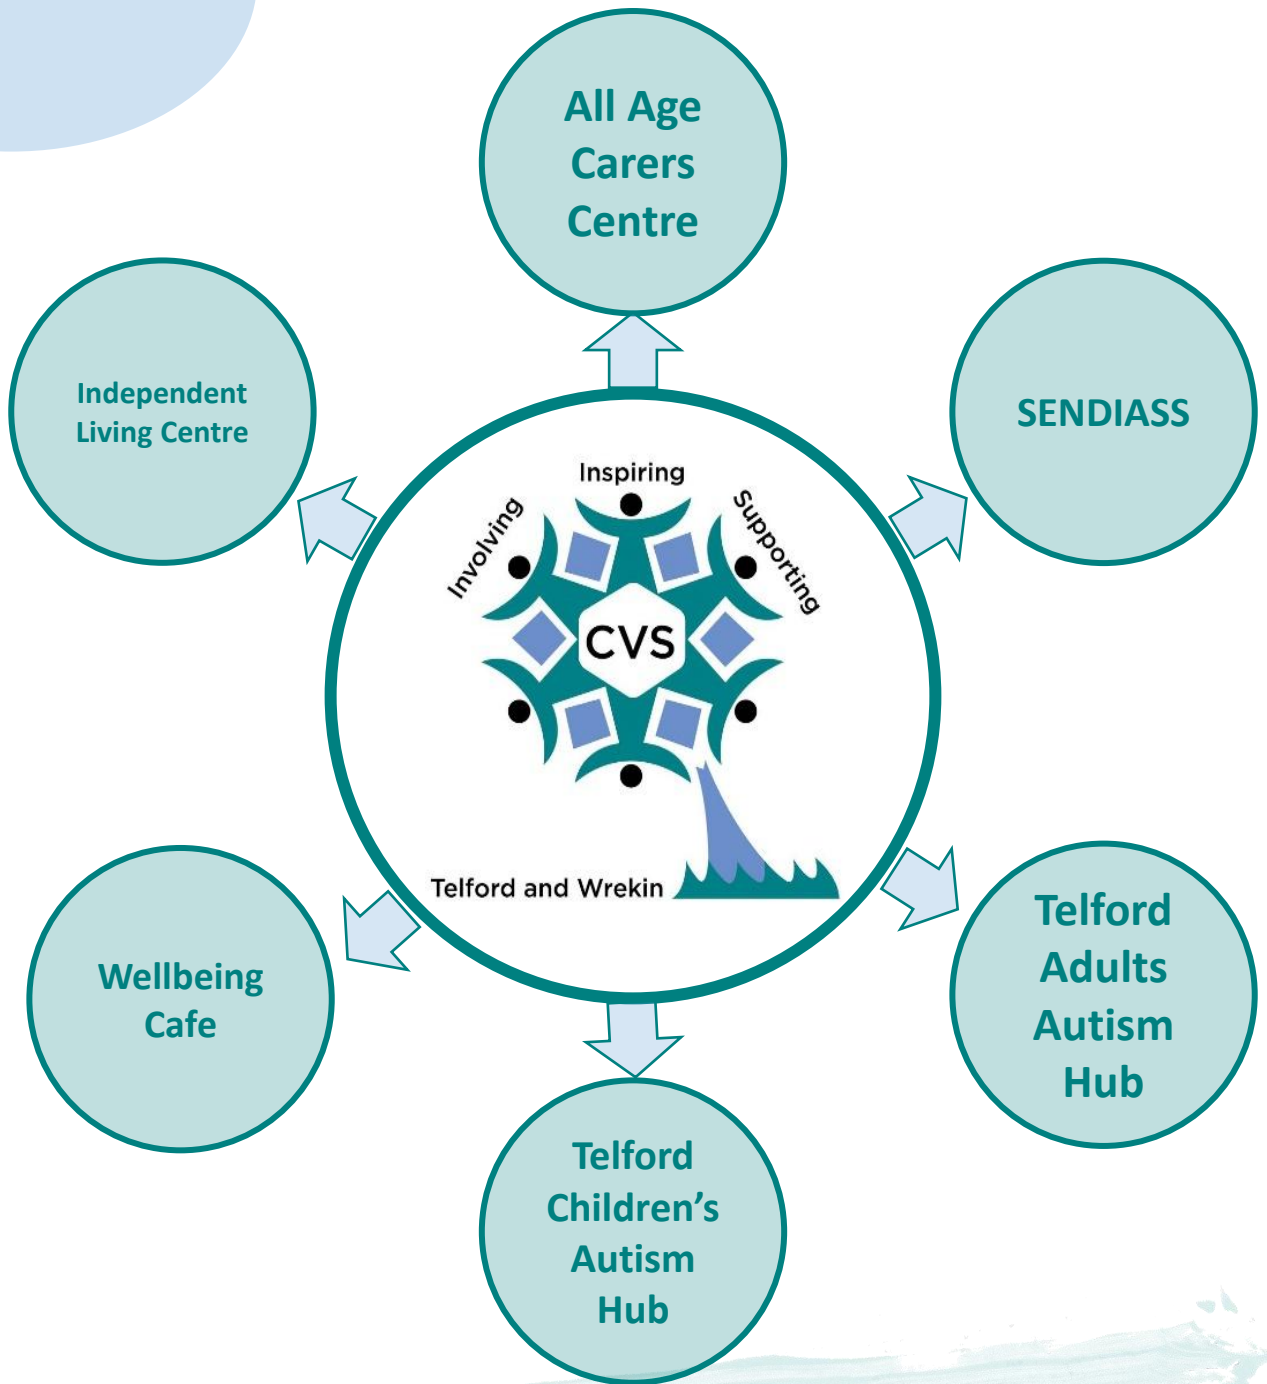 All Age
Carers
Centre
Independent
Living Centre
SENDIASS
Inspiring
Involving
Supporting
CVS
Telford and Wrekin
Wellbeing
Cafe
Telford
Adults
Autism
Hub
Telford
Children’s
Autism
Hub